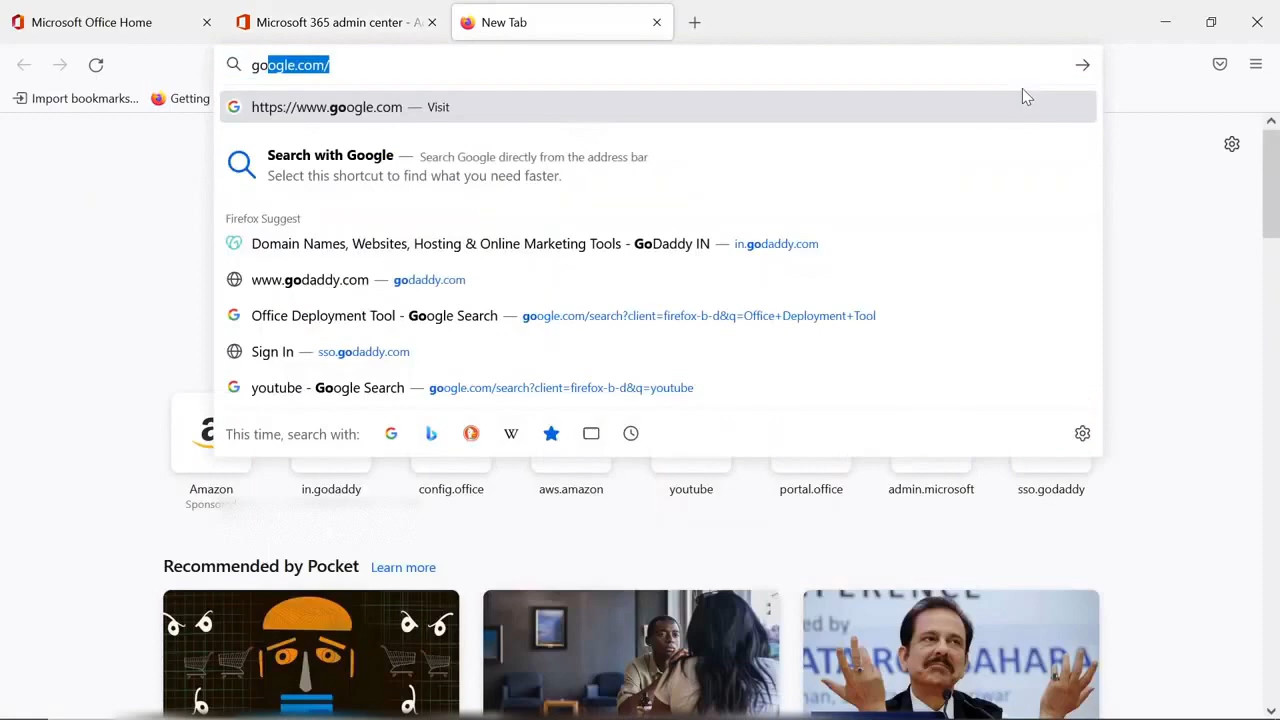 Microsoft Office Home
Microsoft 365 admin center - A
New Tab
google.com/
Import bookmarks...
Getting
https://www.google.com — Visit
Search with Google — Search Google directly from the address bar
Select this shortcut to find what you need faster.
Firefox Suggest
Domain Names, Websites, Hosting & Online Marketing Tools - GoDaddy IN — in.godaddy.com
www.godaddy.com — godaddy.com
Office Deployment Tool - Google Search — google.com/search?client=firefox-b-d&q=Office+Deployment+Tool
Sign In — sso.godaddy.com
youtube - Google Search — google.com/search?client=firefox-b-d&q=youtube
This time, search with:
Amazon
Sponsor
in.godaddy
config.office
aws.amazon
youtube
portal.office
admin.microsoft
sso.godaddy
Recommended by Pocket
Learn more